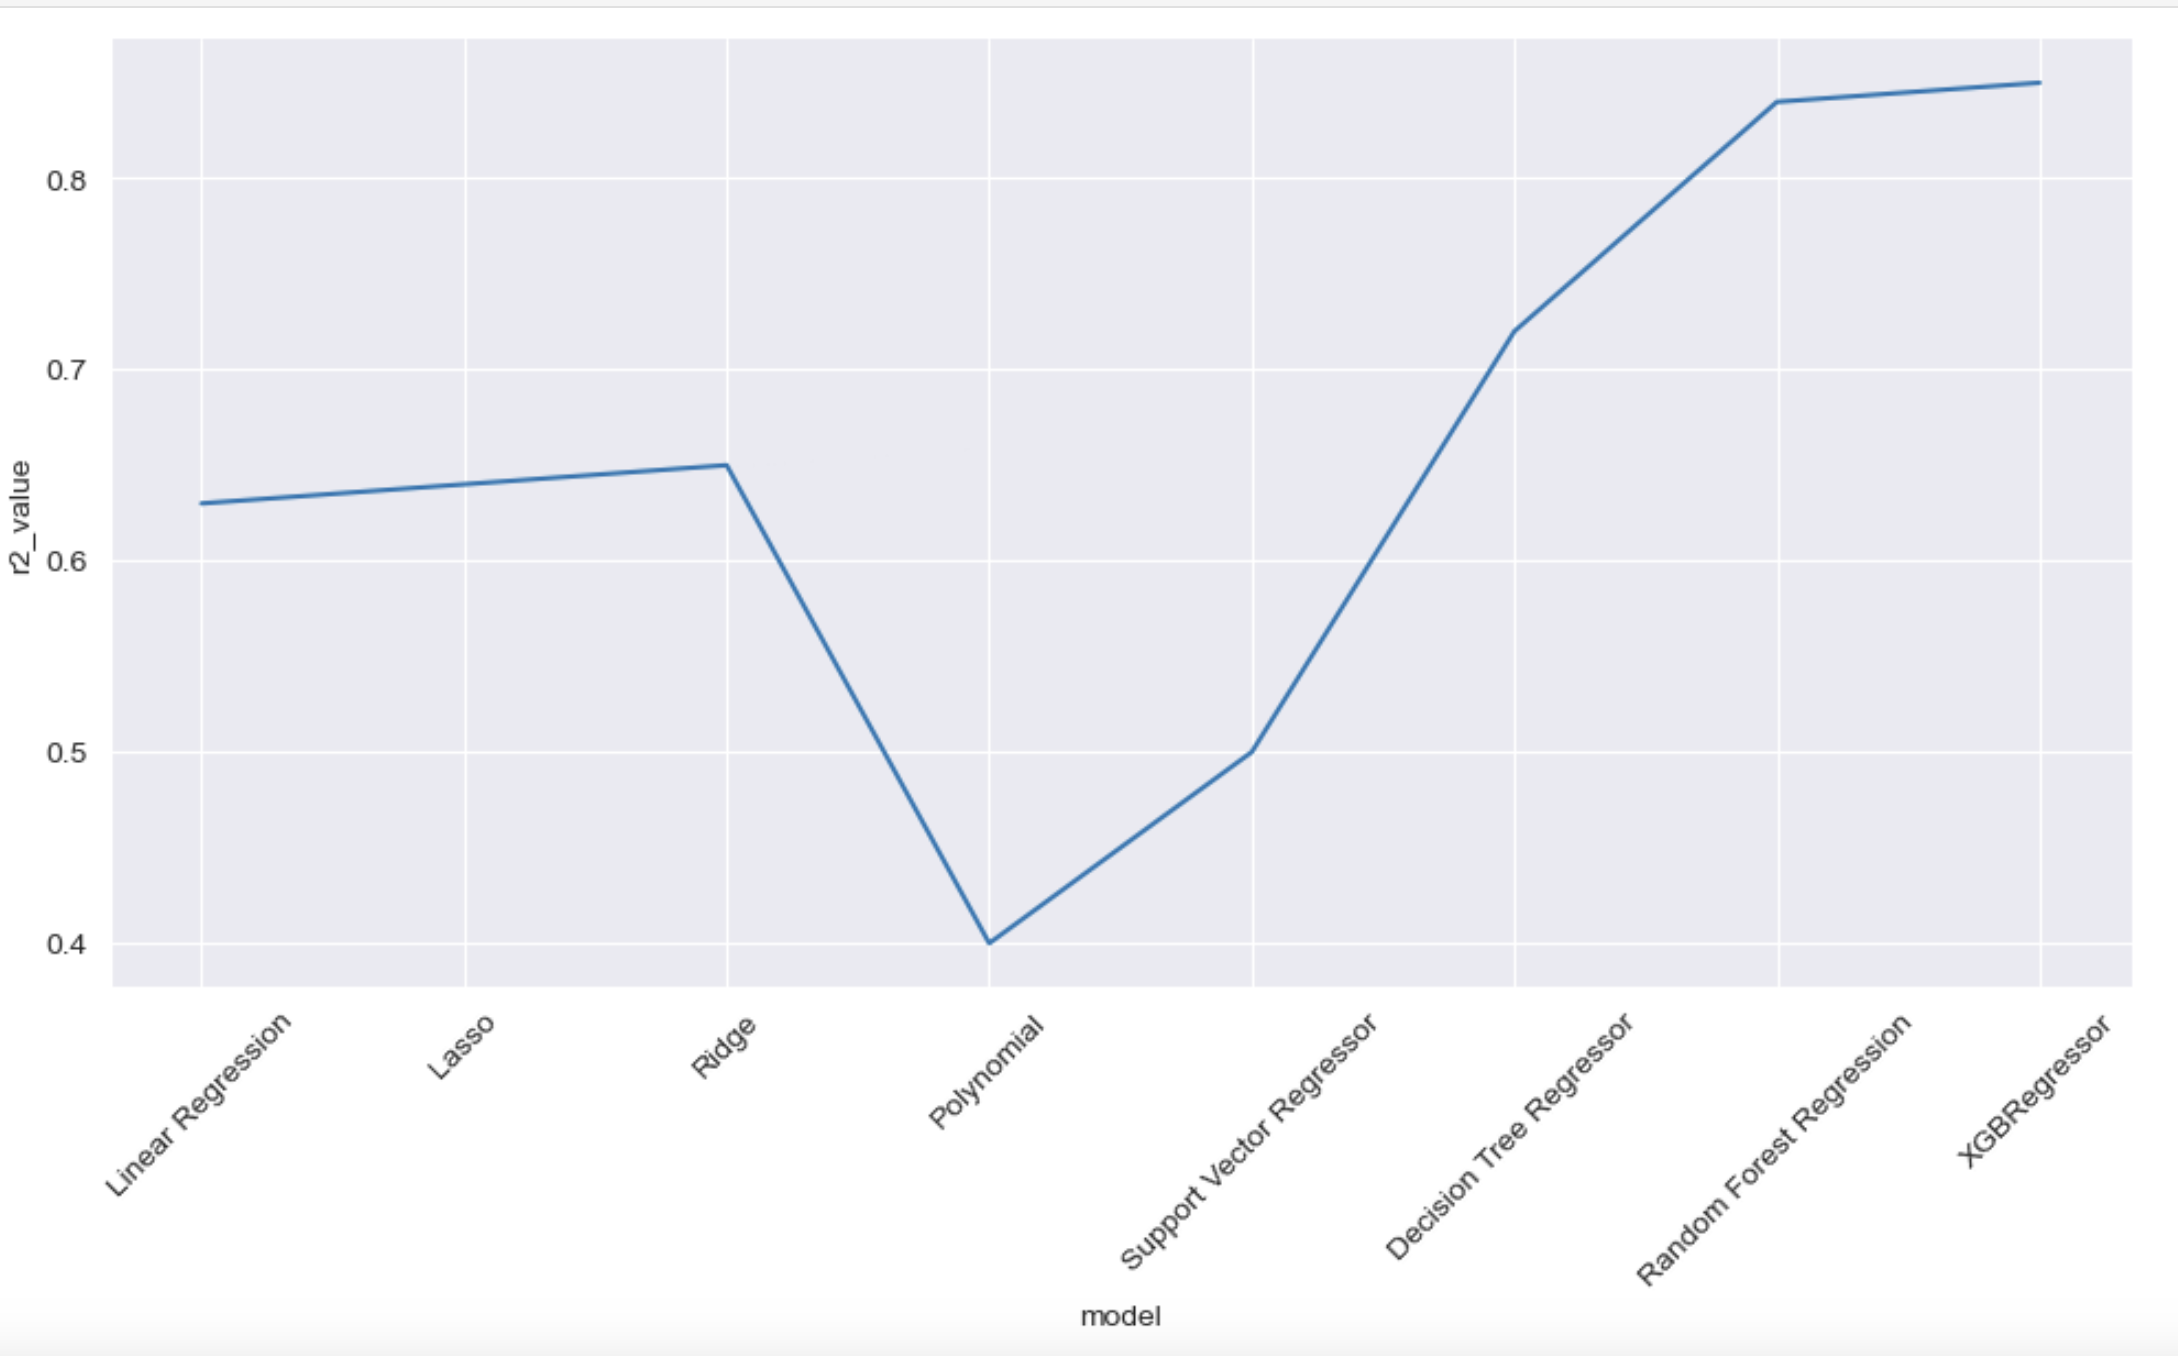 r2_value
0.8
0.7
0.6
0.5
0.4
Linear Regression
Lasso
Ridge
Polynomial
Support Vector Regressor
Decision Tree Regressor
Random Forest Regression
XGBRegressor
model